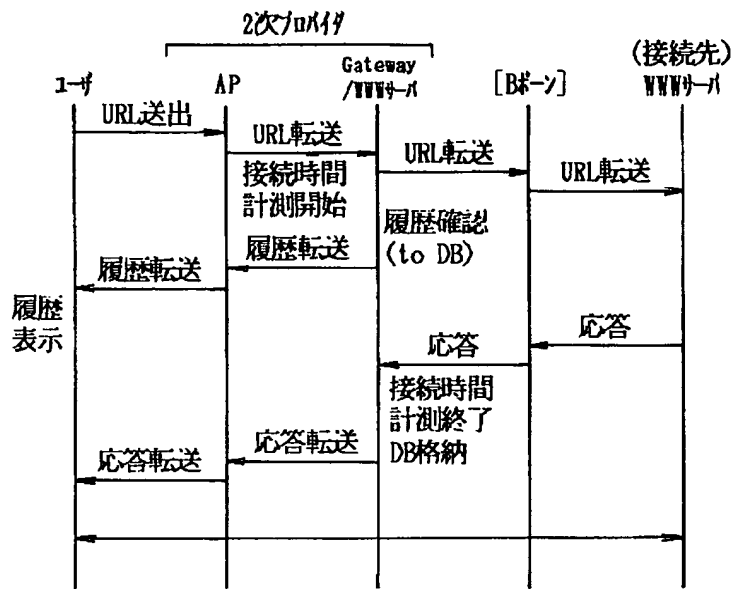 2次プロバイダ
ユーザ
AP
Gateway
/WWWサーバ
[Bボーン]
(接続先)
WWWサーバ
URL送出
URL転送
URL転送
URL転送
接続時間
計測開始
履歴確認
(to DB)
履歴転送
履歴転送
履歴
表示
応答
応答
接続時間
計測終了
DB格納
応答転送
応答転送